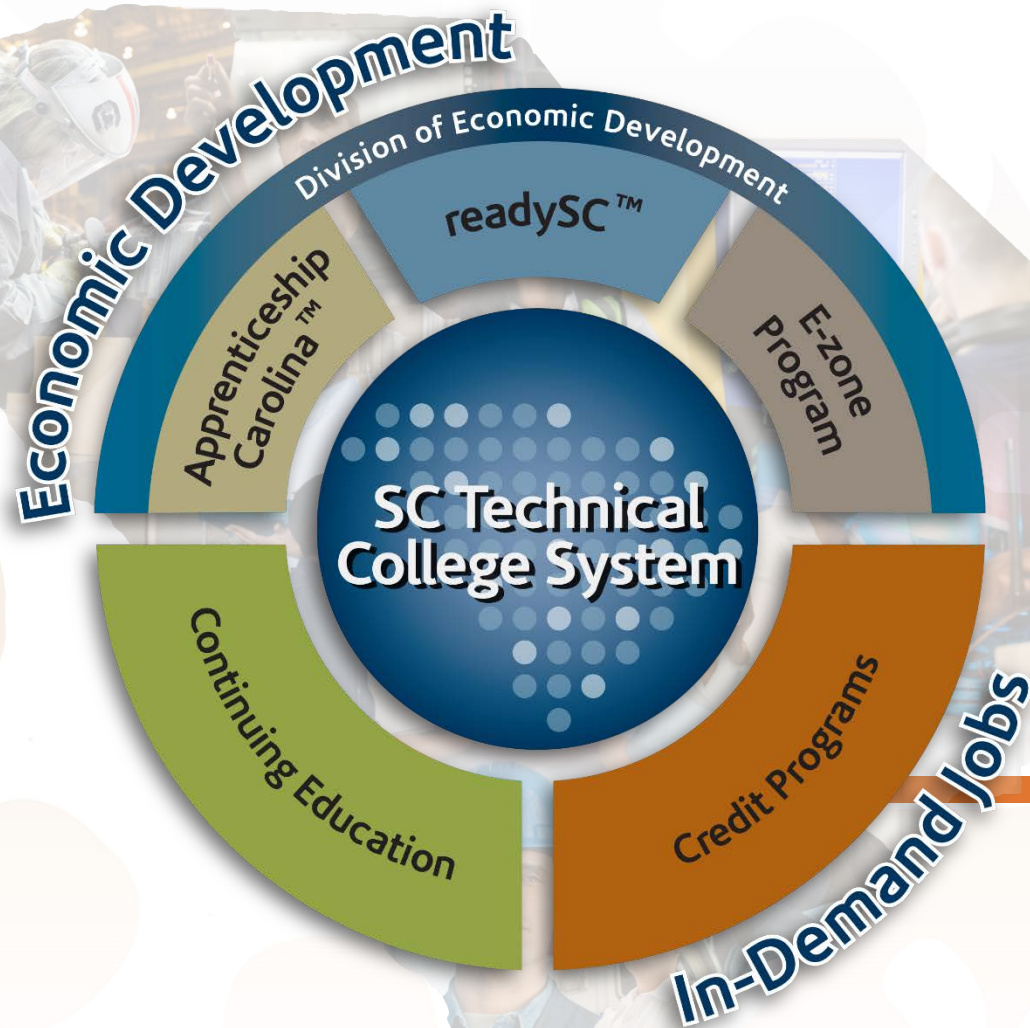 Economic Development
Division of Economic Development
readySC™
Apprenticeship
Carolina™
E-zone
Program
SC Technical
College System
Continuing Education
Credit Programs
In-Demand Jobs